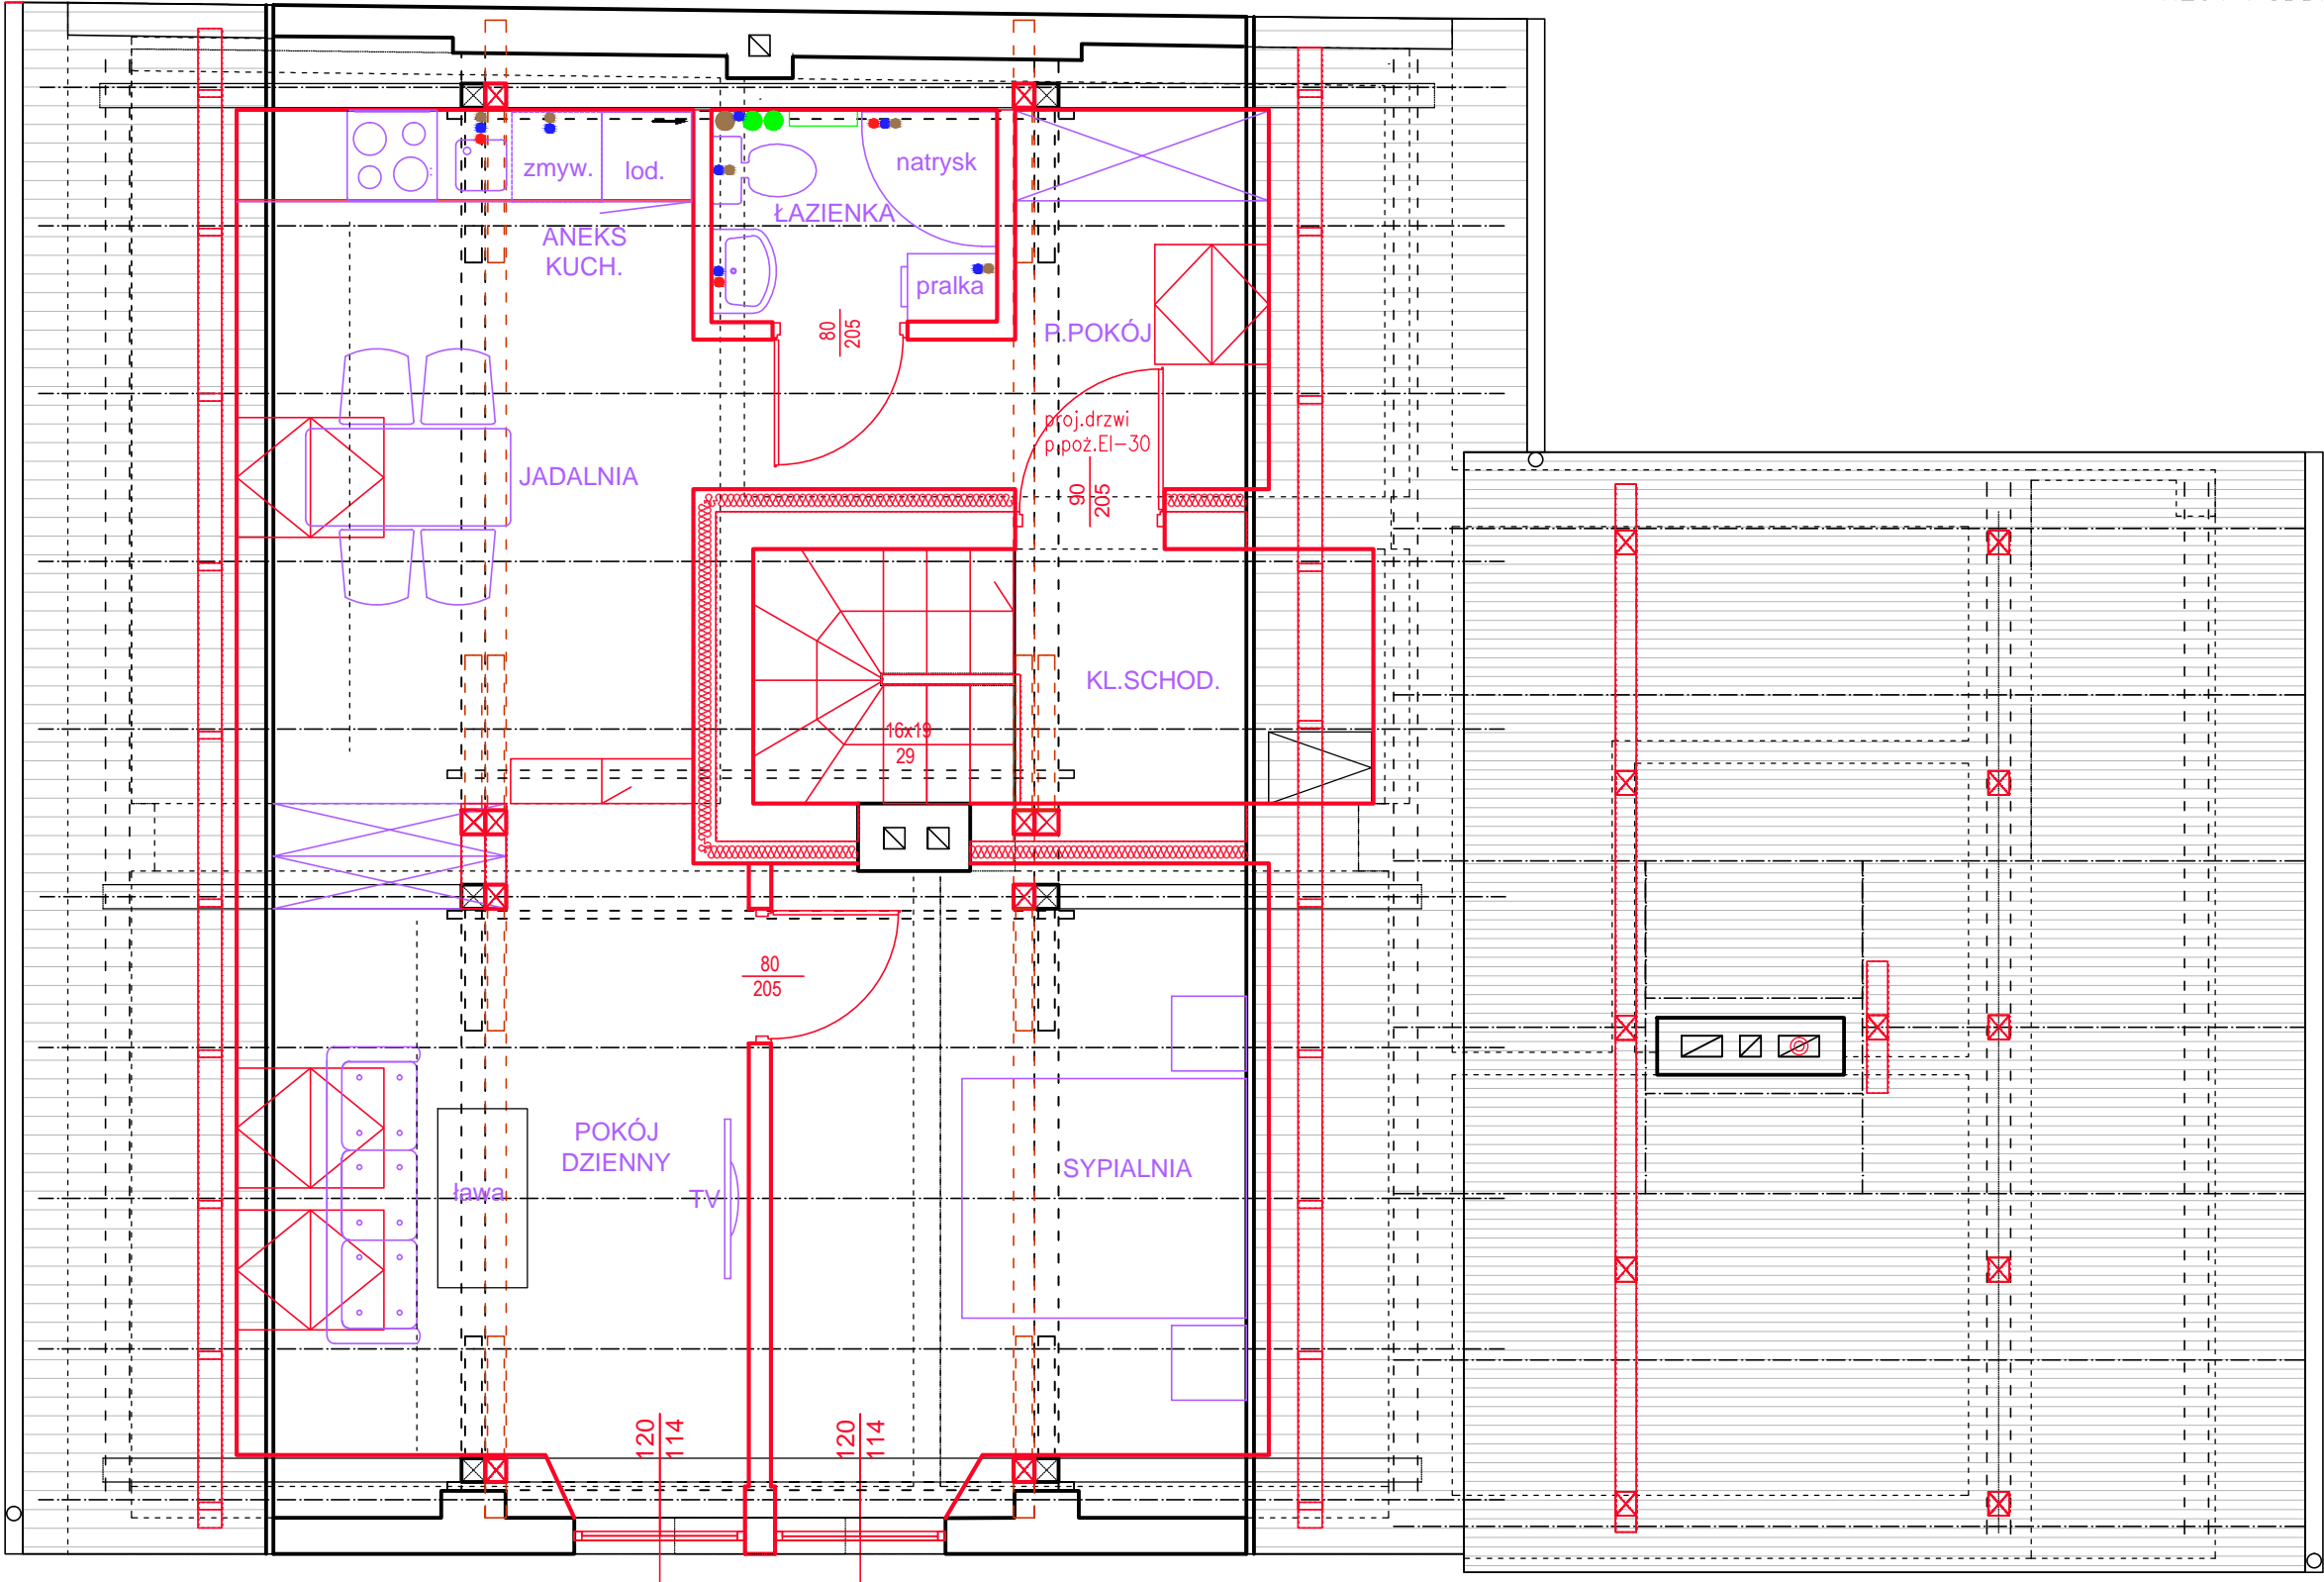 zmyw.
lod.
natrysk
ŁAZIENKA
ANEKS
KUCH.
pralka
80
205
P.POKÓJ
proj.drzwi
p.poż.EI-30
90
205
JADALNIA
KL.SCHOD.
16x19
29
80
205
POKÓJ
DZIENNY
ława
TV
SYPIALNIA
120
114
120
114